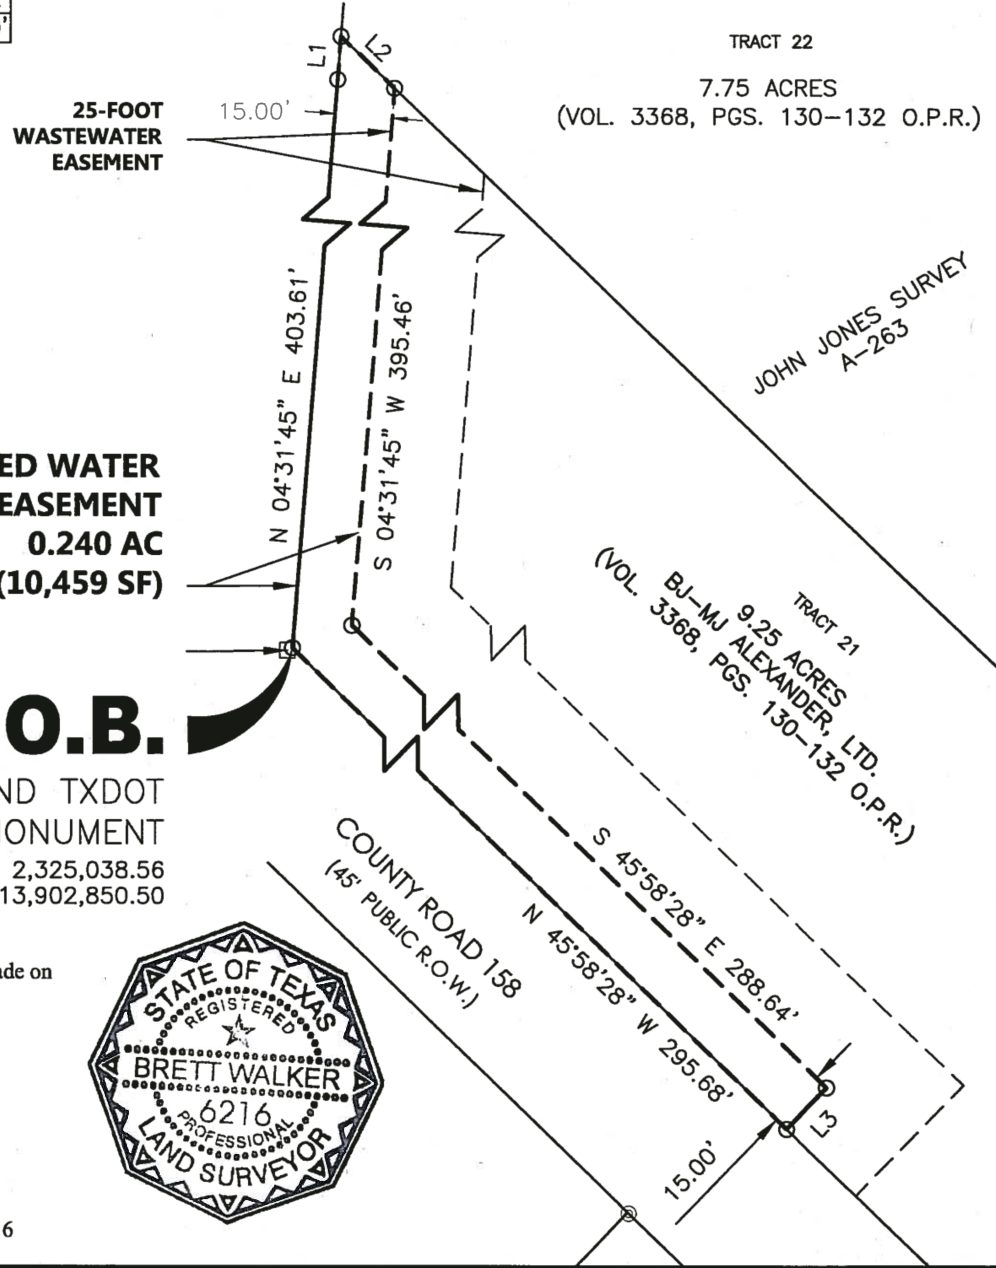 L1
L2
TRACT 22
7.75 ACRES
(VOL. 3368, PGS. 130–132 O.P.R.)
25-FOOT
WASTEWATER
EASEMENT
15.00'
JOHN JONES SURVEY
A–263
N 04°31'45" E 403.61'
S 04°31'45" W 395.46'
ED WATER
EASEMENT
0.240 AC
(10,459 SF)
TRACT 21
9.25 ACRES
BJ–MJ ALEXANDER, LTD.
(VOL. 3368, PGS. 130–132 O.P.R.)
O.B.
ND TXDOT
MONUMENT
2,325,038.56
13,902,850.50
COUNTY ROAD 158
(45' PUBLIC R.O.W.)
S 45°58'28" E 288.64'
N 45°58'28" W 295.68'
L3
15.00'
ade on
STATE OF TEXAS
REGISTERED
BRETT WALKER
6216
PROFESSIONAL
LAND SURVEYOR
6